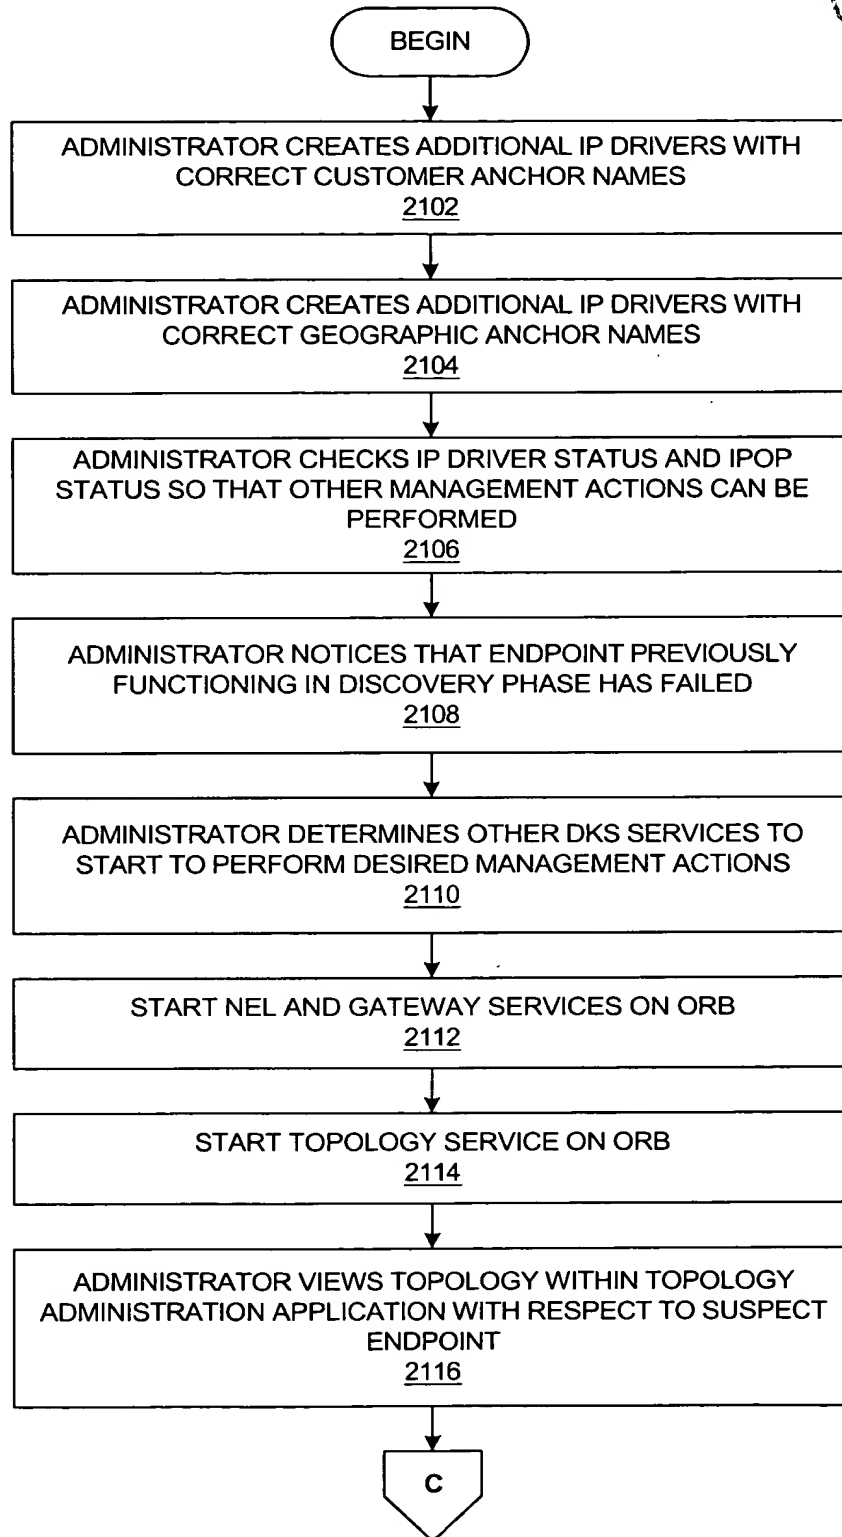 BEGIN
ADMINISTRATOR CREATES ADDITIONAL IP DRIVERS WITH
CORRECT CUSTOMER ANCHOR NAMES
2102
ADMINISTRATOR CREATES ADDITIONAL IP DRIVERS WITH
CORRECT GEOGRAPHIC ANCHOR NAMES
2104
ADMINISTRATOR CHECKS IP DRIVER STATUS AND IPOP
STATUS SO THAT OTHER MANAGEMENT ACTIONS CAN BE
PERFORMED
2106
ADMINISTRATOR NOTICES THAT ENDPOINT PREVIOUSLY
FUNCTIONING IN DISCOVERY PHASE HAS FAILED
2108
ADMINISTRATOR DETERMINES OTHER DKS SERVICES TO
START TO PERFORM DESIRED MANAGEMENT ACTIONS
2110
START NEL AND GATEWAY SERVICES ON ORB
2112
START TOPOLOGY SERVICE ON ORB
2114
ADMINISTRATOR VIEWS TOPOLOGY WITHIN TOPOLOGY
ADMINISTRATION APPLICATION WITH RESPECT TO SUSPECT
ENDPOINT
2116
C